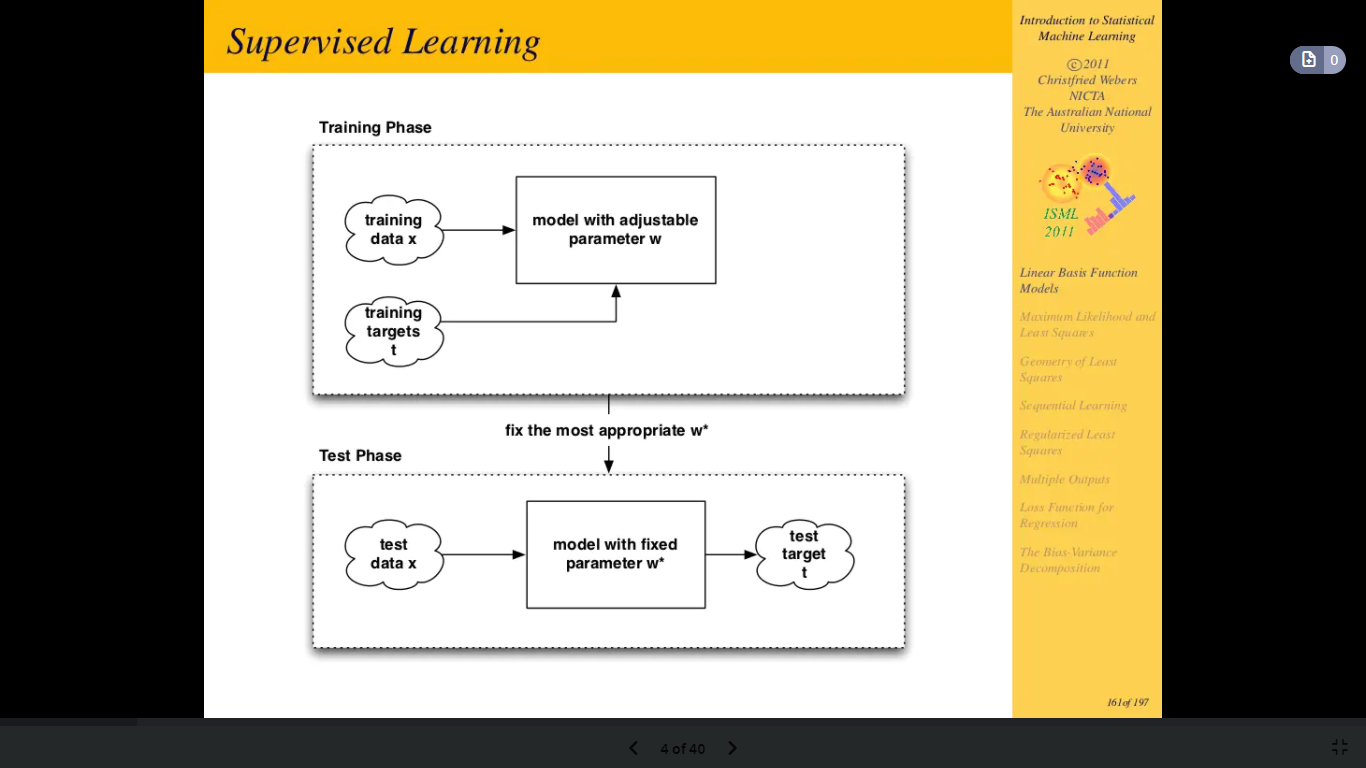 Supervised Learning
Training Phase
training
data x
model with adjustable
parameter w
training
targets
t
fix the most appropriate w*
Test Phase
test
data x
model with fixed
parameter w*
test
target
t
Introduction to Statistical
Machine Learning
©2011
Christfried Webers
NICTA
The Australian National
University
ISML
2011
Linear Basis Function
Models
Maximum Likelihood and
Least Squares
Geometry of Least
Squares
Sequential Learning
Regularized Least
Squares
Multiple Outputs
Loss Function for
Regression
The Bias-Variance
Decomposition
161of 197
0
4 of 40